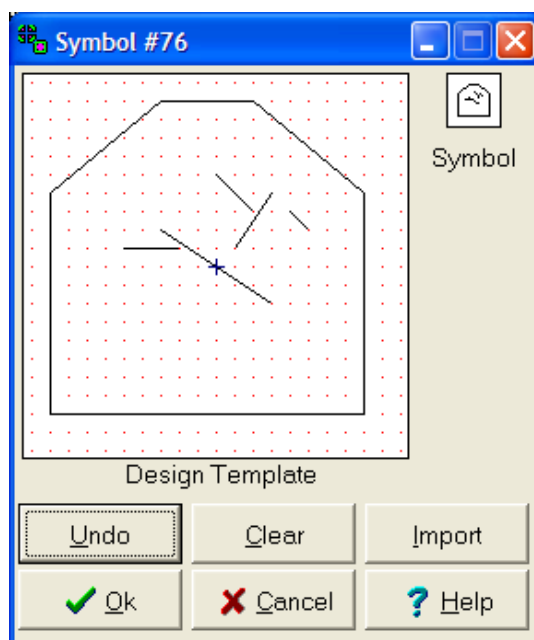 Symbol #76
Symbol
Design Template
Undo Clear Import
Ok Cancel ? Help